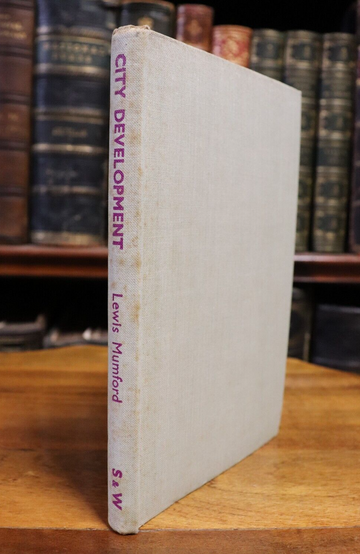 CITY DEVELOPMENT
Lewis Mumford
S & W